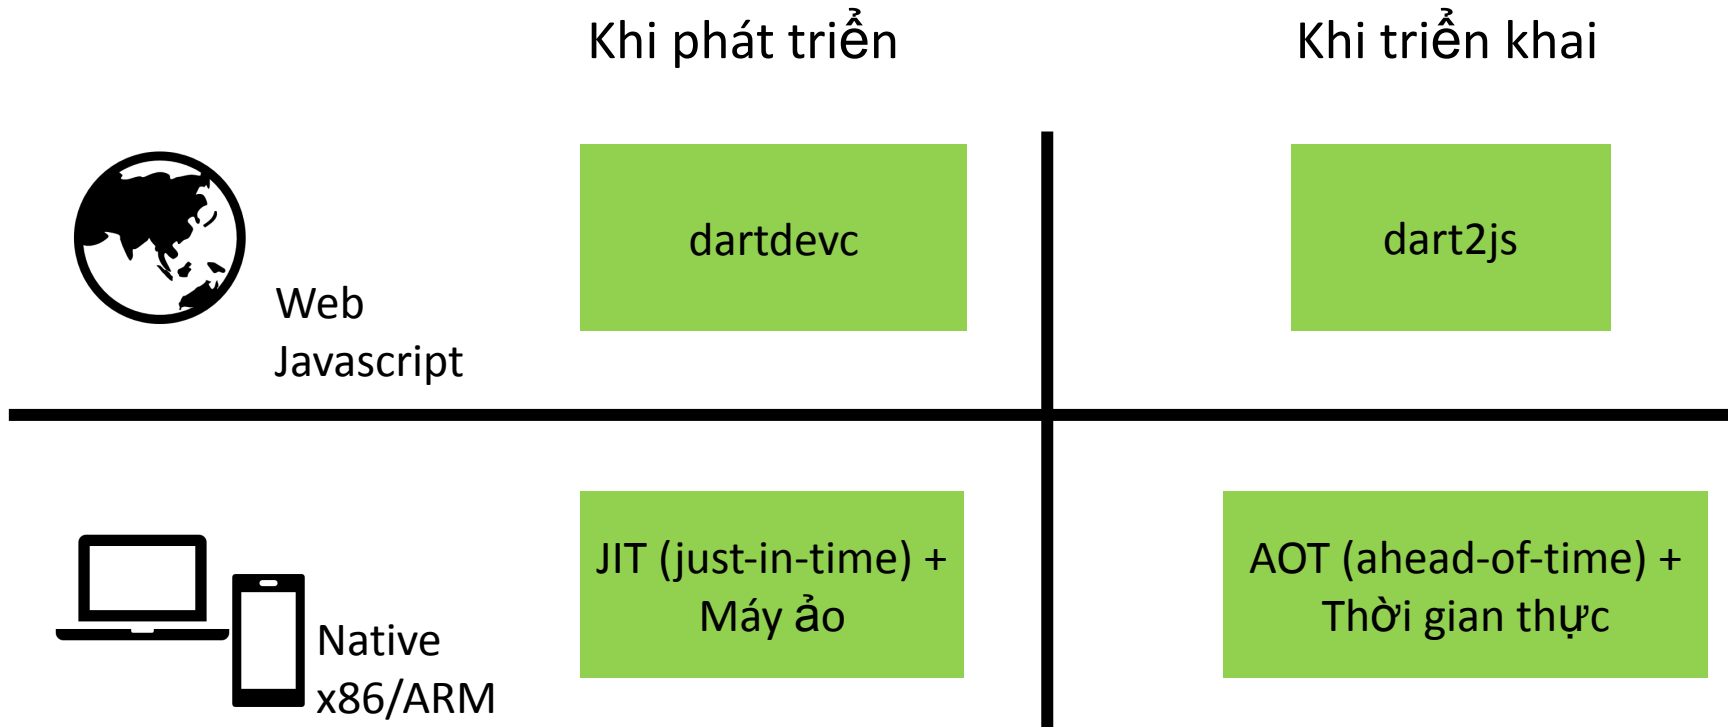 Khi phát triển
Khi triển khai
dartdevc
dart2js
Web
Javascript
JIT (just-in-time) +
Máy ảo
AOT (ahead-of-time) +
Thời gian thực
Native
x86/ARM